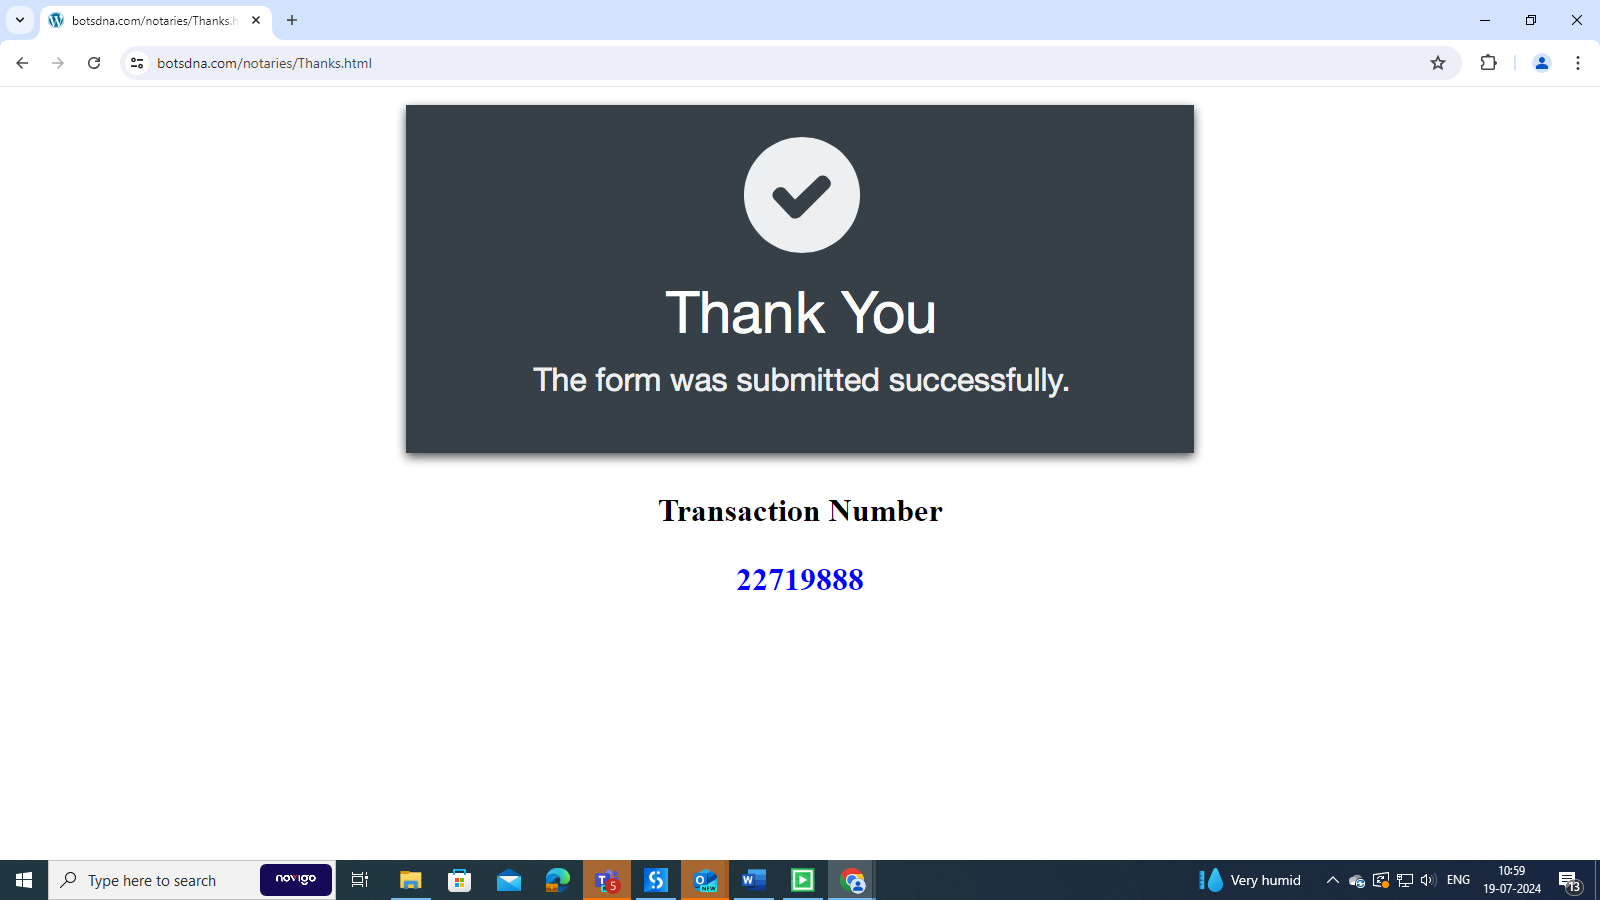 botsdna.com/notaries/Thanks.h
botsdna.com/notaries/Thanks.html
Thank You
The form was submitted successfully.
Transaction Number
22719888
Type here to search
novigo
T
5
NEW
W
Very humid
ENG
10:59
19-07-2024
13